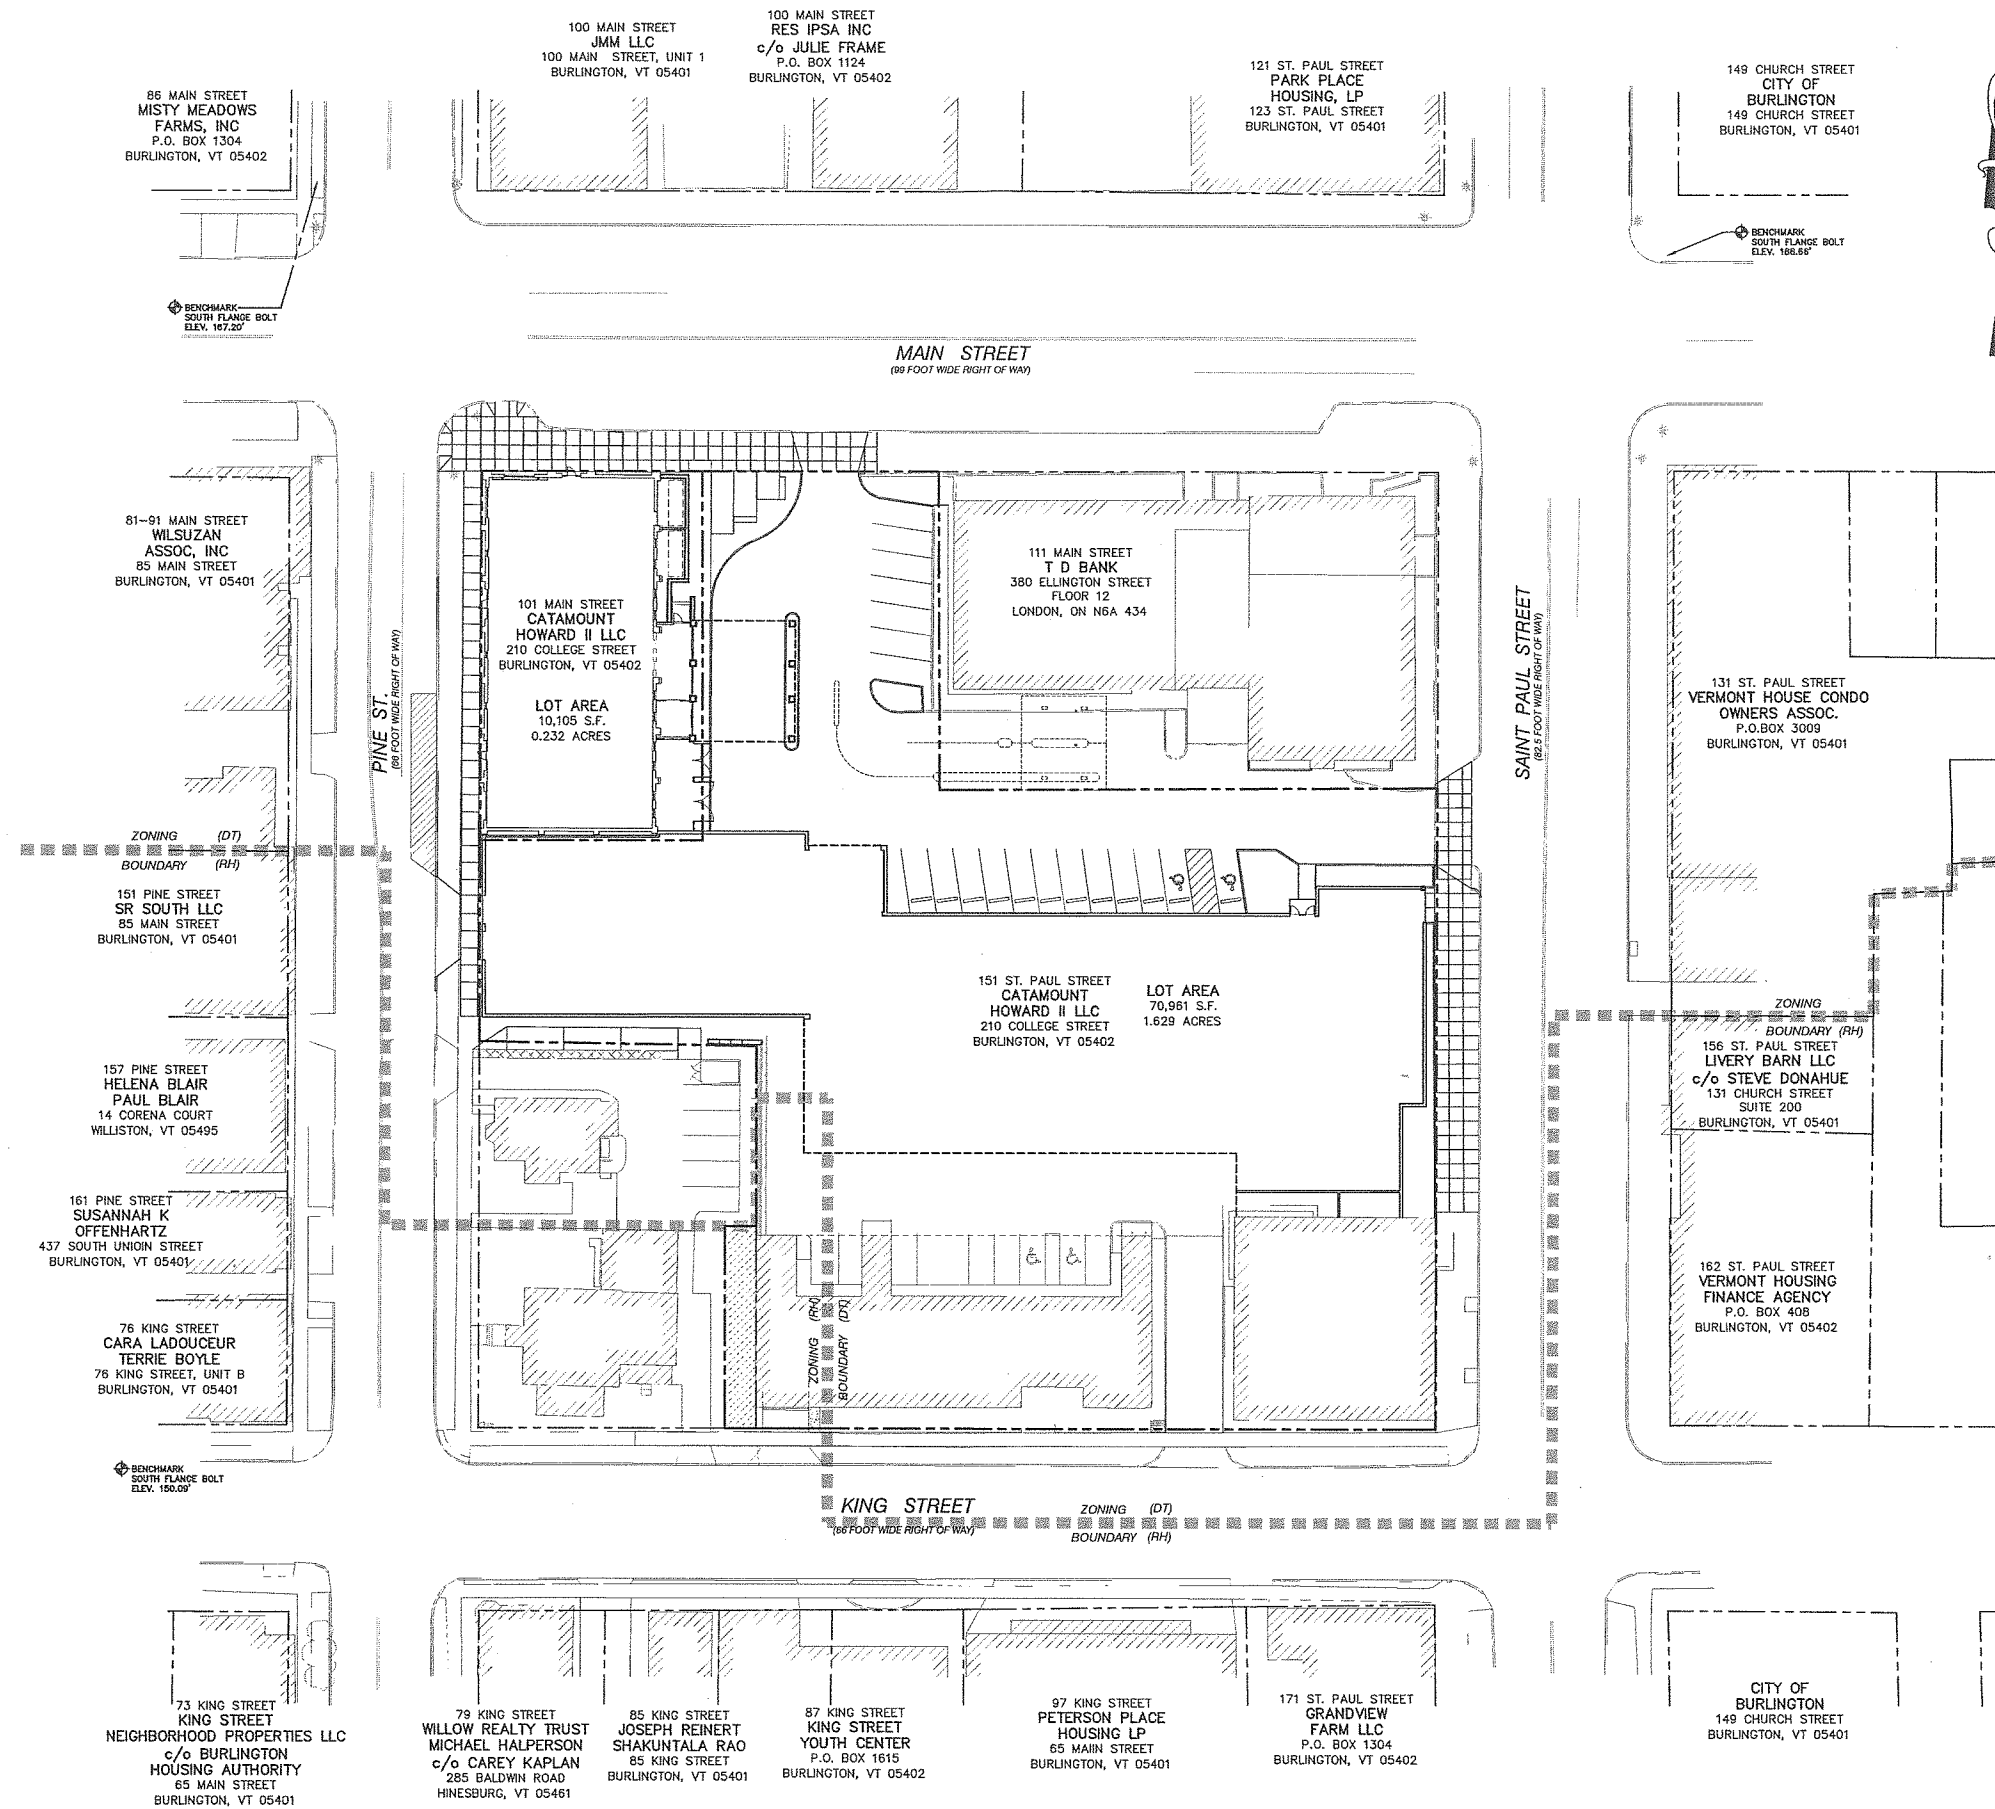 100 MAIN STREET
JMM LLC
100 MAIN STREET, UNIT 1
BURLINGTON, VT 05401
100 MAIN STREET
RES IPSA INC
c/o JULIE FRAME
P.O. BOX 1124
BURLINGTON, VT 05402
121 ST. PAUL STREET
PARK PLACE
HOUSING, LP
123 ST. PAUL STREET
BURLINGTON, VT 05401
149 CHURCH STREET
CITY OF
BURLINGTON
149 CHURCH STREET
BURLINGTON, VT 05401
86 MAIN STREET
MISTY MEADOWS
FARMS, INC
P.O. BOX 1304
BURLINGTON, VT 05402
BENCHMARK
SOUTH FLANGE BOLT
ELEV. 186.66'
BENCHMARK
SOUTH FLANGE BOLT
ELEV. 167.20'
MAIN STREET
(99 FOOT WIDE RIGHT OF WAY)
81-91 MAIN STREET
WILSUZAN
ASSOC, INC
85 MAIN STREET
BURLINGTON, VT 05401
PINE ST.
(66 FOOT WIDE RIGHT OF WAY)
101 MAIN STREET
CATAMOUNT
HOWARD II LLC
210 COLLEGE STREET
BURLINGTON, VT 05402
LOT AREA
10,105 S.F.
0.232 ACRES
111 MAIN STREET
T D BANK
380 ELLINGTON STREET
FLOOR 12
LONDON, ON N6A 434
SAINT PAUL STREET
(82.5 FOOT WIDE RIGHT OF WAY)
131 ST. PAUL STREET
VERMONT HOUSE CONDO
OWNERS ASSOC.
P.O.BOX 3009
BURLINGTON, VT 05401
ZONING (DT)
BOUNDARY (RH)
151 PINE STREET
SR SOUTH LLC
85 MAIN STREET
BURLINGTON, VT 05401
151 ST. PAUL STREET
CATAMOUNT
HOWARD II LLC
210 COLLEGE STREET
BURLINGTON, VT 05402
LOT AREA
70,961 S.F.
1.629 ACRES
ZONING
BOUNDARY (RH)
156 ST. PAUL STREET
LIVERY BARN LLC
c/o STEVE DONAHUE
131 CHURCH STREET
SUITE 200
BURLINGTON, VT 05401
157 PINE STREET
HELENA BLAIR
PAUL BLAIR
14 CORENA COURT
WILLISTON, VT 05495
161 PINE STREET
SUSANNAH K
OFFENHARTZ
437 SOUTH UNIOIN STREET
BURLINGTON, VT 05401
162 ST. PAUL STREET
VERMONT HOUSING
FINANCE AGENCY
P.O. BOX 408
BURLINGTON, VT 05402
76 KING STREET
CARA LADOUCEUR
TERRIE BOYLE
76 KING STREET, UNIT B
BURLINGTON, VT 05401
ZONING (RH)
BOUNDARY (DT)
BENCHMARK
SOUTH FLANGE BOLT
ELEV. 150.09'
KING STREET
(66 FOOT WIDE RIGHT OF WAY)
ZONING (DT)
BOUNDARY (RH)
73 KING STREET
KING STREET
NEIGHBORHOOD PROPERTIES LLC
c/o BURLINGTON
HOUSING AUTHORITY
65 MAIN STREET
BURLINGTON, VT 05401
79 KING STREET
WILLOW REALTY TRUST
MICHAEL HALPERSON
c/o CAREY KAPLAN
285 BALDWIN ROAD
HINESBURG, VT 05461
85 KING STREET
JOSEPH REINERT
SHAKUNTALA RAO
85 KING STREET
BURLINGTON, VT 05401
87 KING STREET
KING STREET
YOUTH CENTER
P.O. BOX 1615
BURLINGTON, VT 05402
97 KING STREET
PETERSON PLACE
HOUSING LP
65 MAIIN STREET
BURLINGTON, VT 05401
171 ST. PAUL STREET
GRANDVIEW
FARM LLC
P.O. BOX 1304
BURLINGTON, VT 05402
CITY OF
BURLINGTON
149 CHURCH STREET
BURLINGTON, VT 05401